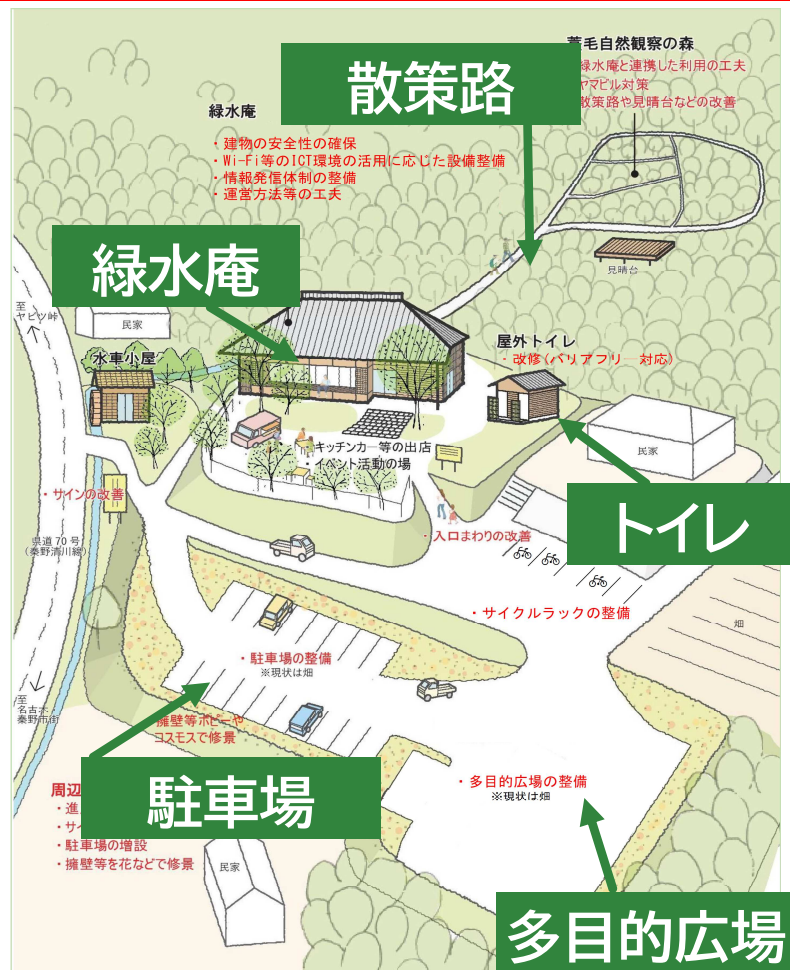 散策路
蓑毛自然観察の森
緑水庵と連携した利用の工夫
ヤマビル対策
散策路や見晴台などの改善
緑水庵
・建物の安全性の確保
・Wi-Fi等のICT環境の活用に応じた設備整備
・情報発信体制の整備
・運営方法等の工夫
見晴台
緑水庵
至
ヤビツ峠
民家
水車小屋
屋外トイレ
・改修(バリアフリー対応)
キッチンカー等の出店
・イベント活動の場
民家
・サインの改善
トイレ
県道70号
(秦野清川線)
・入口まわりの改善
・サイクルラックの整備
畑
・駐車場の整備
※現状は畑
至
名古木・
秦野市街
擁壁等ポピーや
コスモスで修景
駐車場
・多目的広場の整備
※現状は畑
周辺
・進
・サイ
・駐車場の増設
・擁壁等を花などで修景
民家
多目的広場